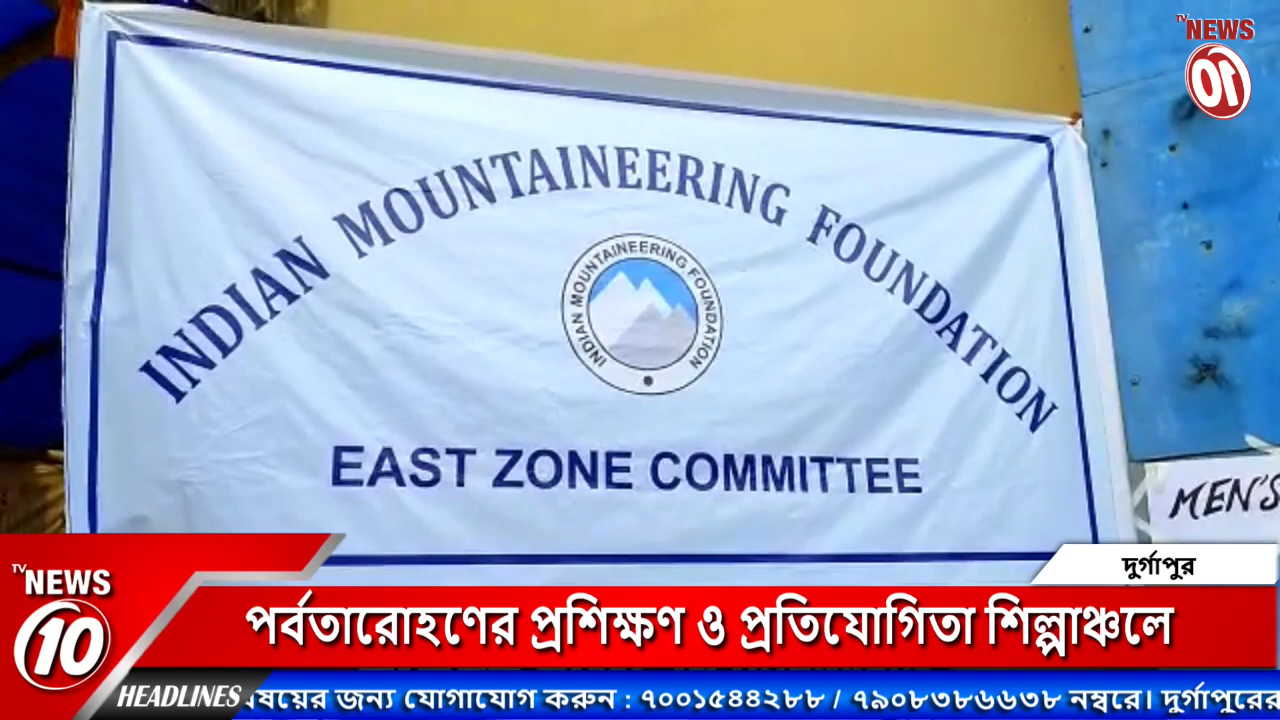 TV NEWS
10
INDIAN MOUNTAINEERING FOUNDATION
INDIAN MOUNTAINEERING FOUNDATION
EAST ZONE COMMITTEE
MEN'S
দুর্গাপুর
TV NEWS
10
পর্বতারোহণের প্রশিক্ষণ ও প্রতিযোগিতা শিল্পাঞ্চলে
HEADLINES
জন্য যোগাযোগ করুন : ৭০০১৫৪৪২৮৮ / ৭৯০৮৩৮৬৬৩৮ নম্বরে। দুর্গাপুরের